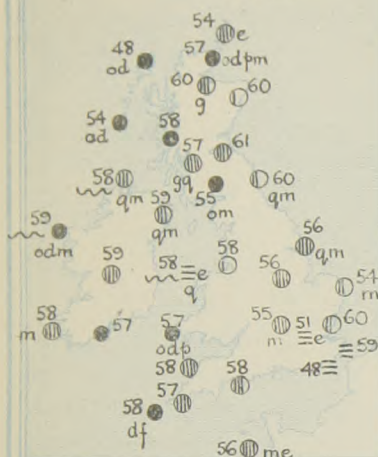 54 e
48 57
od odpm
60 60
g
54 58
od
57 61
58 gq 60
qm 59 55 qm
qm om
59
odm 56
59 58 58 56 qm
e
q 54
m
58 57 55 51 60
m 57 odp m e 59
58 58 48
57
58
df
56 me